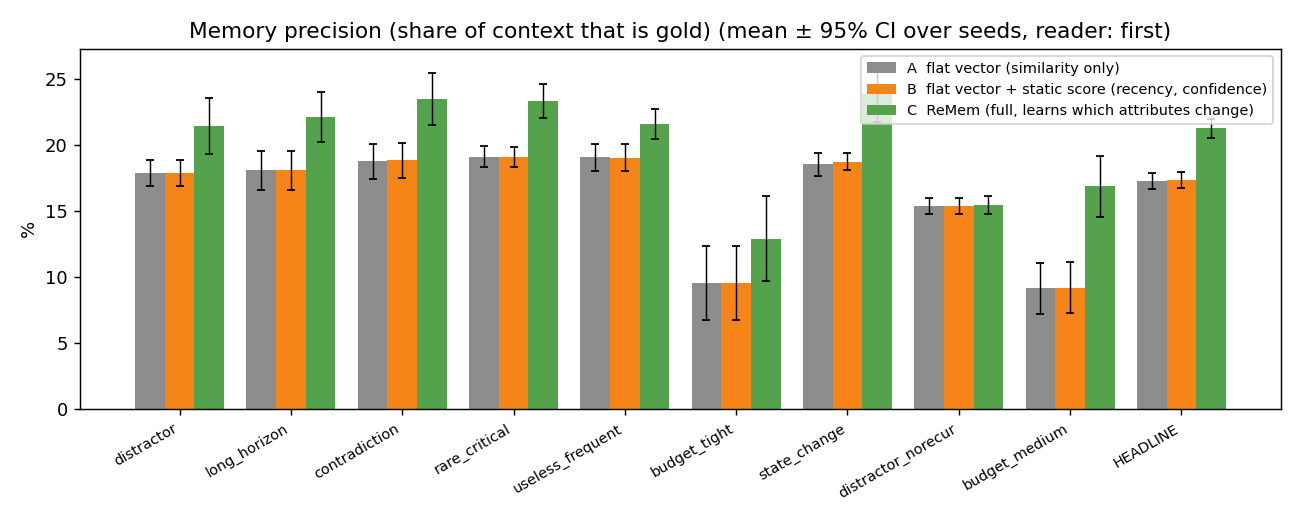 Memory precision (share of context that is gold) (mean ± 95% CI over seeds, reader: first)
A flat vector (similarity only)
B flat vector + static score (recency, confidence)
C ReMem (full, learns which attributes change)
%
25
20
15
10
5
0
distractor
long_horizon
contradiction
rare_critical
useless_frequent
budget_tight
state_change
distractor_norecur
budget_medium
HEADLINE